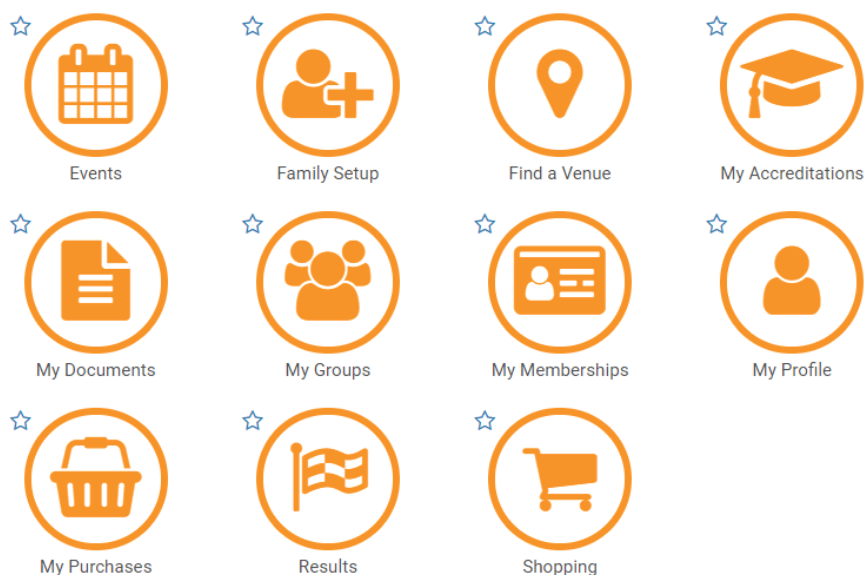 Events
Family Setup
Find a Venue
My Accreditations
My Documents
My Groups
My Memberships
My Profile
My Purchases
Results
Shopping